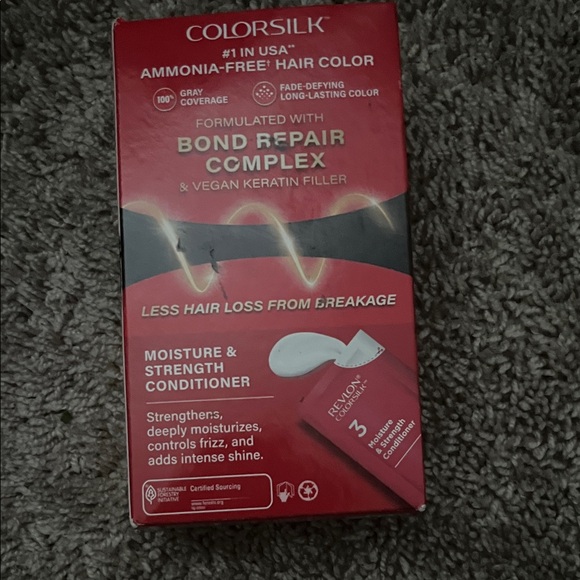 COLORSILK™
#1 IN USA**
AMMONIA-FREE† HAIR COLOR
100% GRAY COVERAGE
FADE-DEFYING LONG-LASTING COLOR
FORMULATED WITH
BOND REPAIR
COMPLEX
& VEGAN KERATIN FILLER
LESS HAIR LOSS FROM BREAKAGE
MOISTURE &
STRENGTH
CONDITIONER
Strengthens,
deeply moisturizes,
controls frizz, and
adds intense shine.
REVLON®
COLORSILK™
3
Moisture
& Strength
Conditioner
SUSTAINABLE
FORESTRY
INITIATIVE
Certified Sourcing